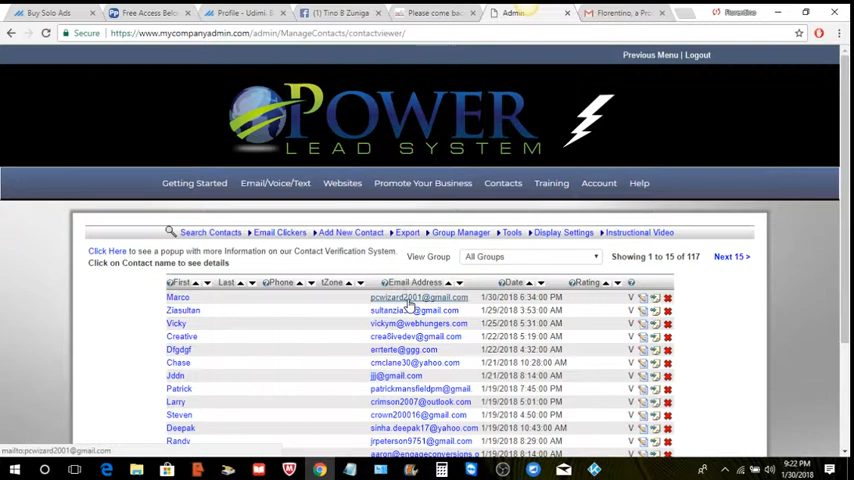 Buy Solo Ads
Free Access Belo
Profile - Udimi. B
(1) Tino B Zuniga
Please come bac
Admin
Florentino, a Pro
Florentino
Secure https://www.mycompanyadmin.com/admin/ManageContacts/contactviewer/
Previous Menu | Logout
POWER
LEAD SYSTEM
Getting Started Email/Voice/Text Websites Promote Your Business Contacts Training Account Help
Search Contacts Email Clickers Add New Contact Export Group Manager Tools Display Settings Instructional Video
Click Here to see a popup with more Information on our Contact Verification System.
Click on Contact name to see details
View Group All Groups Showing 1 to 15 of 117 Next 15 >
First Last Phone tZone Email Address Date Rating
Marco pcwizard2001@gmail.com 1/30/2018 6:34:00 PM V
Ziasultan 1/29/2018 3:53:00 AM V
Vicky vickym@webhungers.com 1/25/2018 5:31:00 AM V
Creative crea8ivedev@gmail.com 1/22/2018 5:19:00 AM V
Dfgdgf errterte@ggg.com 1/22/2018 4:32:00 AM V
Chase cmclane30@yahoo.com 1/21/2018 10:28:00 AM V
Jddn jjj@gmail.com 1/21/2018 8:14:00 AM V
Patrick patrickmansfieldpm@gmail. 1/19/2018 7:45:00 PM V
Larry crimson2007@outlook.com 1/19/2018 5:01:00 PM V
Steven crown200016@gmail.com 1/19/2018 4:50:00 PM V
Deepak sinha.deepak17@yahoo.com 1/19/2018 10:43:00 AM V
Randy jrpeterson9751@gmail.com 1/19/2018 8:29:00 AM V
mailto:pcwizard2001@gmail.com
9:22 PM
1/30/2018